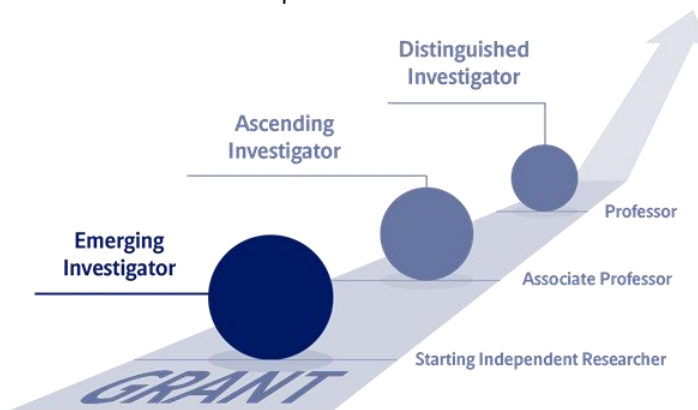 Distinguished
Investigator
Ascending
Investigator
Professor
Emerging
Investigator
Associate Professor
Starting Independent Researcher
GRANT